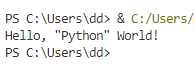 PS C:\Users\dd> & C:/Users/
Hello, "Python" World!
PS C:\Users\dd>